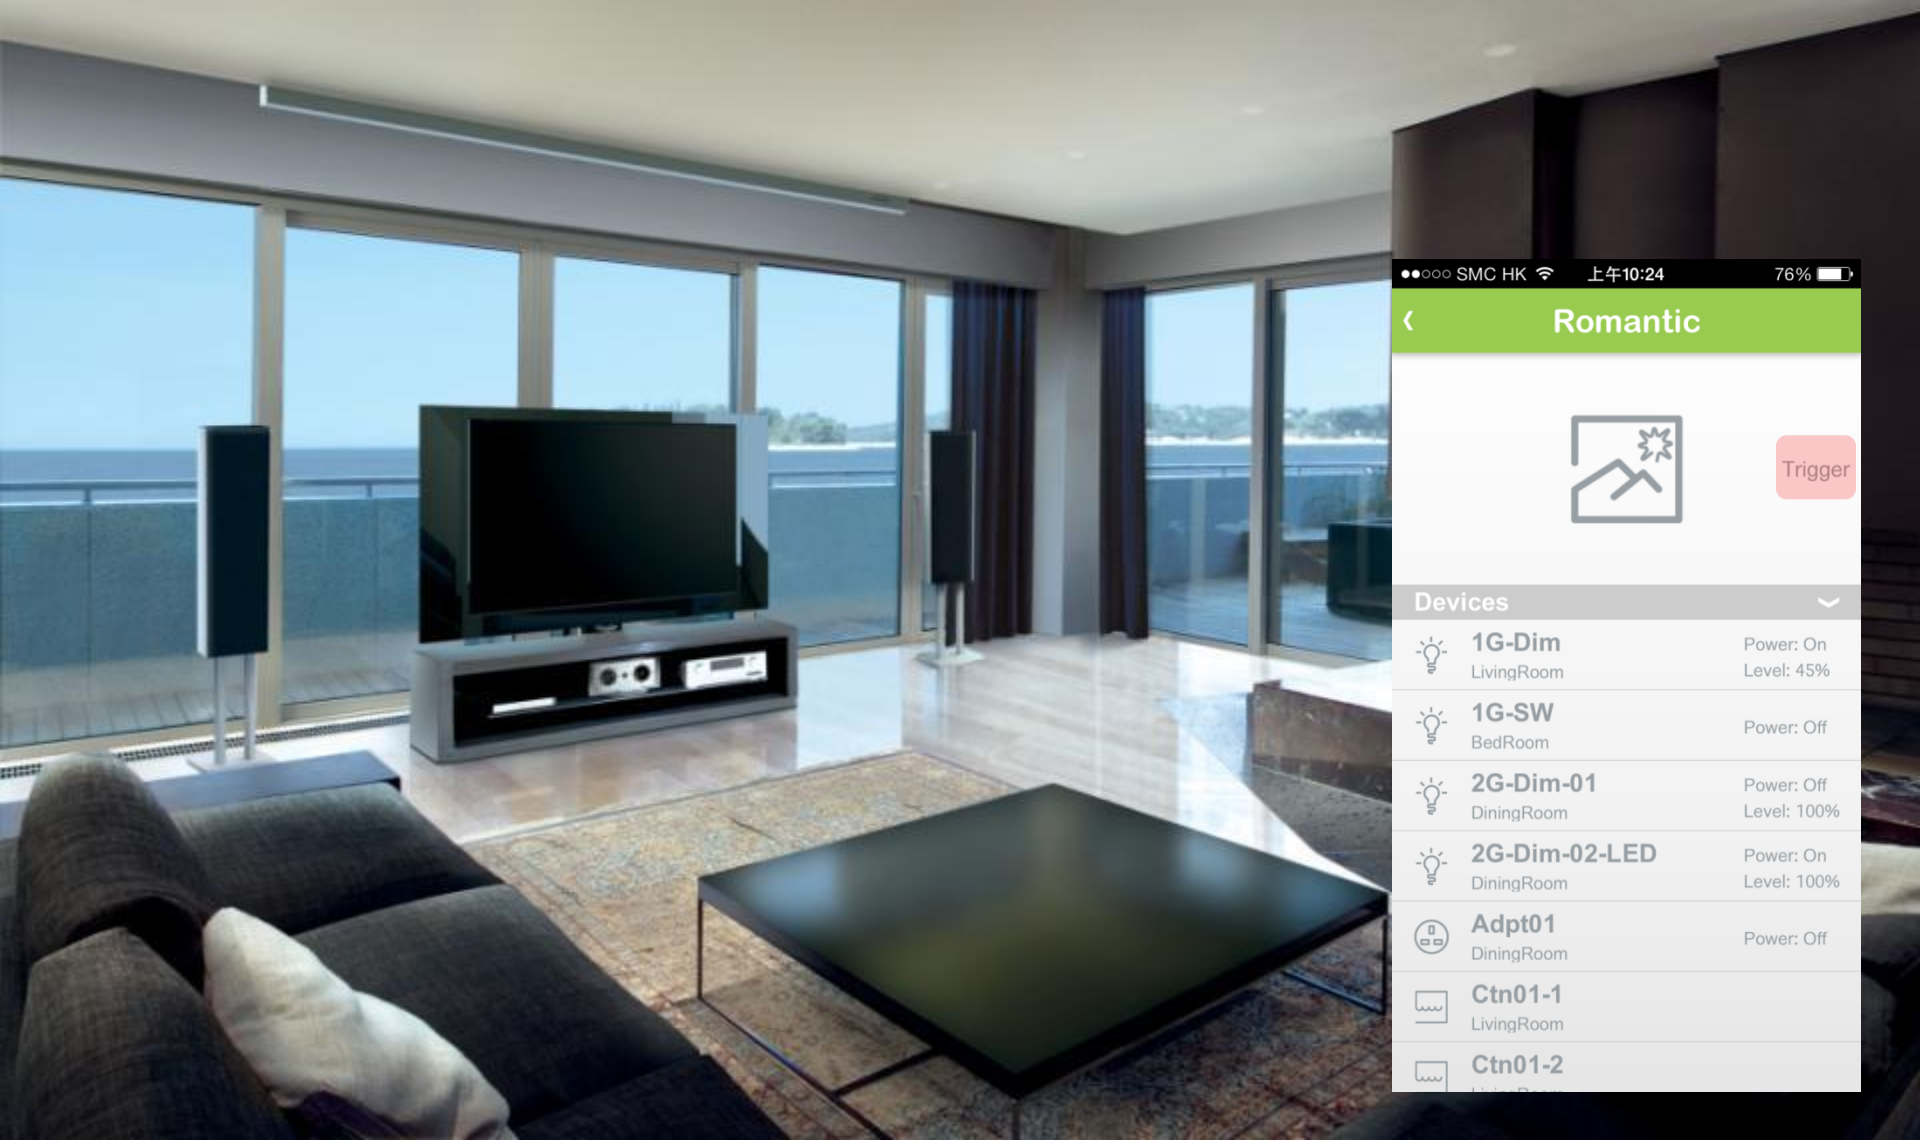 SMC HK 上午10:24 76%
Romantic
Trigger
Devices
1G-Dim
LivingRoom
Power: On
Level: 45%
1G-SW
BedRoom
Power: Off
2G-Dim-01
DiningRoom
Power: Off
Level: 100%
2G-Dim-02-LED
DiningRoom
Power: On
Level: 100%
Adpt01
DiningRoom
Power: Off
Ctn01-1
LivingRoom
Ctn01-2
LivingRoom